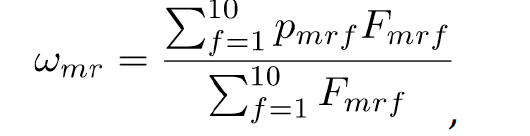 ω_{mr} = \frac{\sum_{f=1}^{10} p_{mrf} F_{mrf}}{\sum_{f=1}^{10} F_{mrf}},